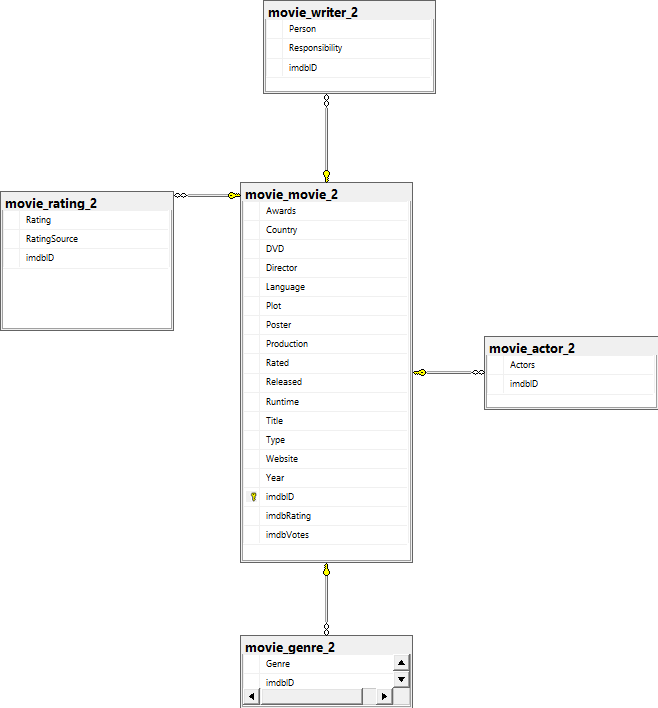 movie_writer_2
Person
Responsibility
imdbID
movie_rating_2
Rating
RatingSource
imdbID
movie_movie_2
Awards
Country
DVD
Director
Language
Plot
Poster
Production
Rated
Released
Runtime
Title
Type
Website
Year
imdbID
imdbRating
imdbVotes
movie_actor_2
Actors
imdbID
movie_genre_2
Genre
imdbID